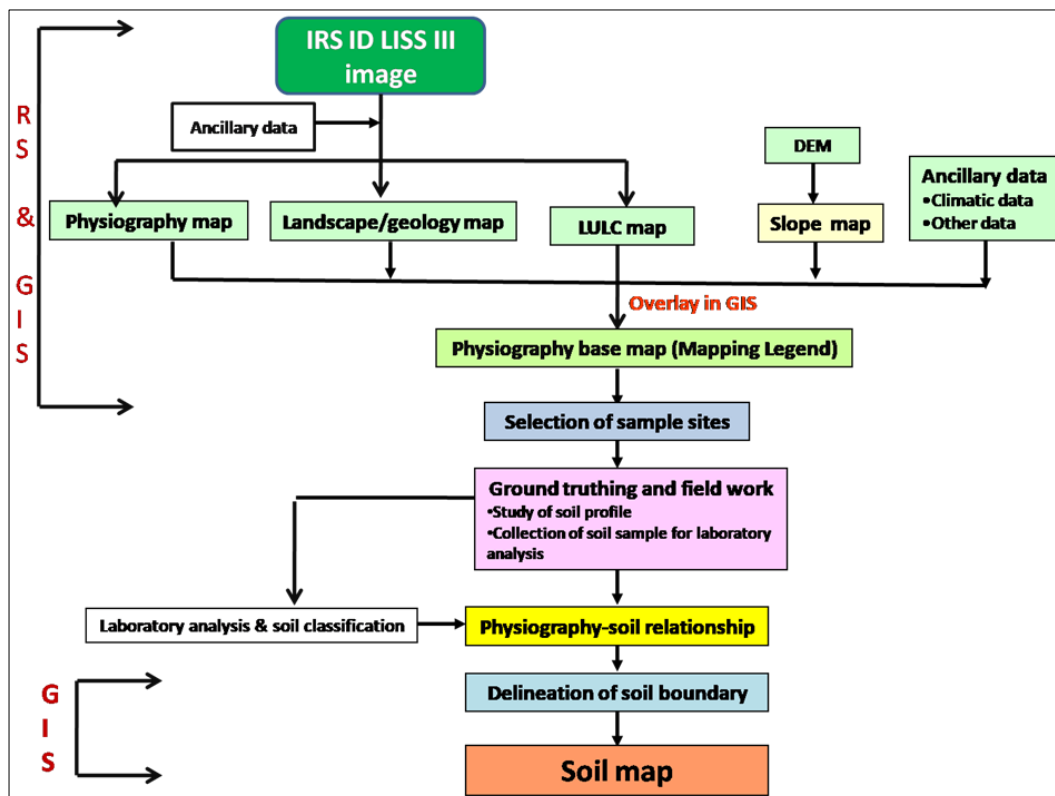 IRS ID LISS III
image
Ancillary data
DEM
Ancillary data
•Climatic data
•Other data
Physiography map
Landscape/geology map
LULC map
Slope map
RS & GIS
Overlay in GIS
Physiography base map (Mapping Legend)
Selection of sample sites
Ground truthing and field work
•Study of soil profile
•Collection of soil sample for laboratory
analysis
Laboratory analysis & soil classification
Physiography-soil relationship
GIS
Delineation of soil boundary
Soil map